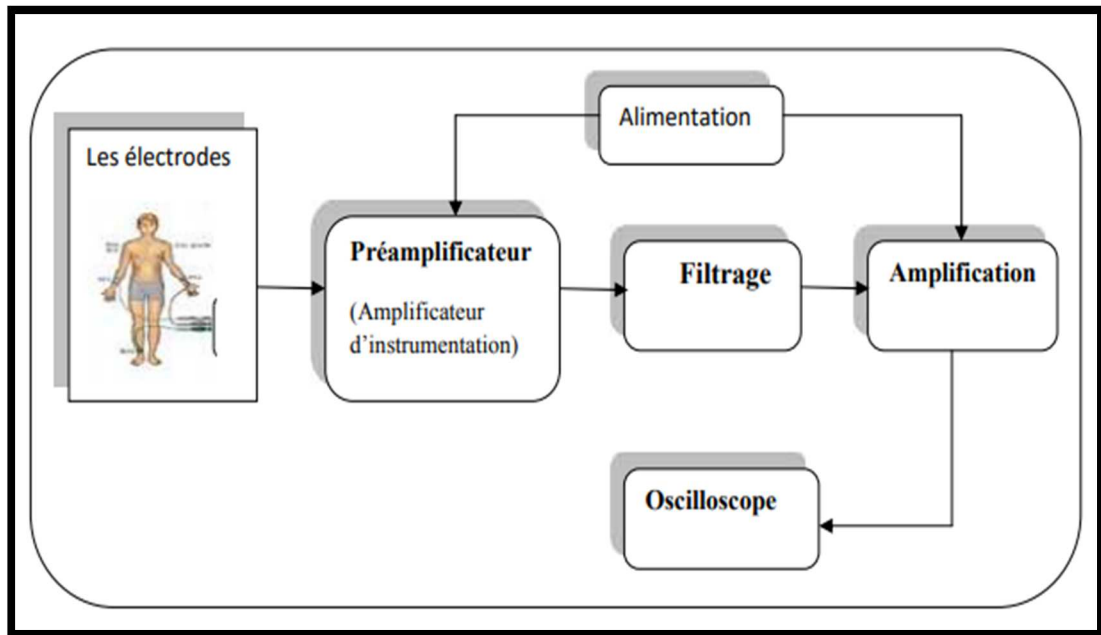 Alimentation
Les électrodes
Préamplificateur
(Amplificateur
d'instrumentation)
Filtrage
Amplification
Oscilloscope